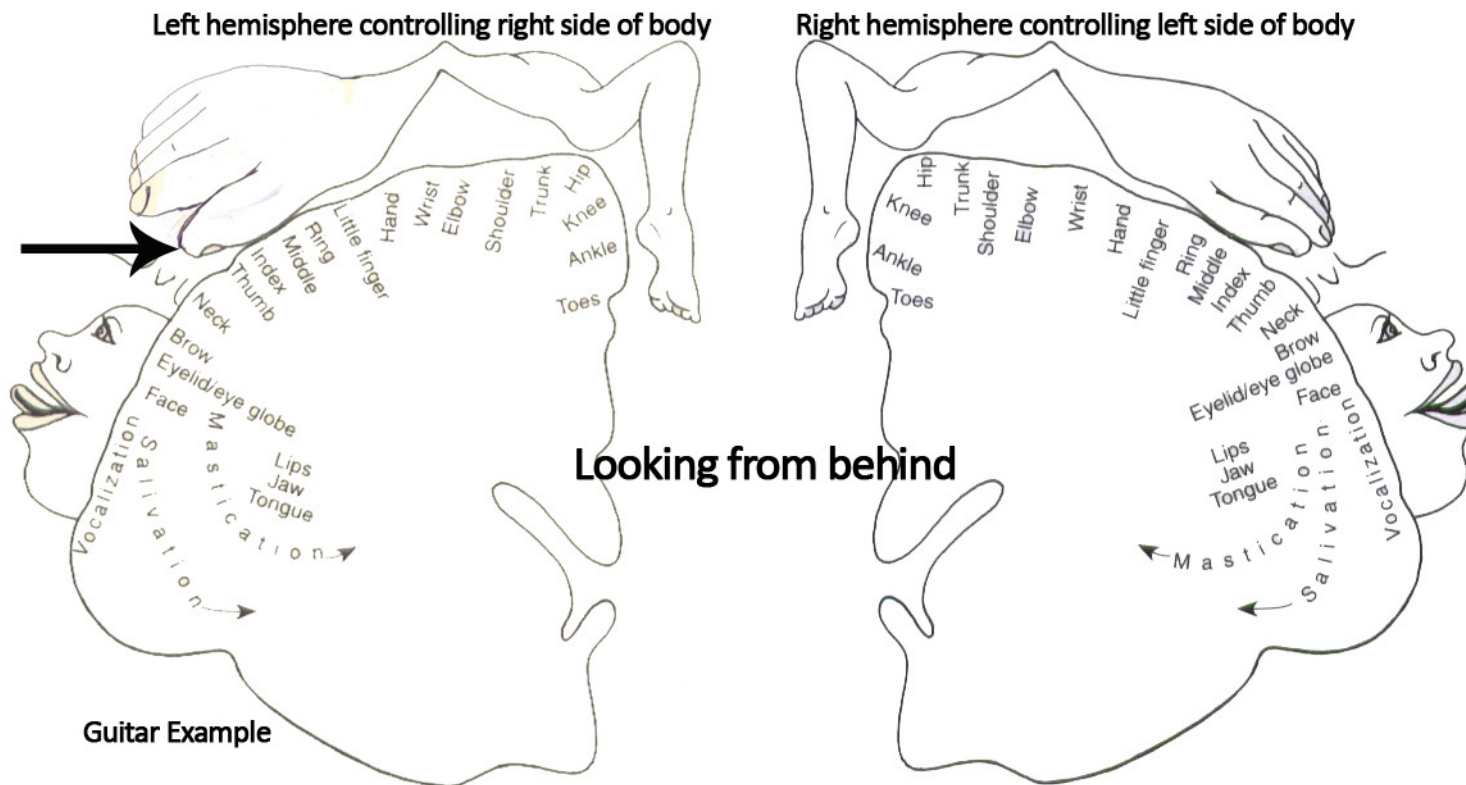 Left hemisphere controlling right side of body
Right hemisphere controlling left side of body
Hip
Trunk
Shoulder
Elbow
Wrist
Hand
Little finger
Ring
Middle
Index
Thumb
Neck
Brow
Eyelid/eye globe
Face
Knee
Ankle
Toes
Lips
Jaw
Tongue
Vocalization
Salivation
Mastication
Looking from behind
Hip
Trunk
Shoulder
Elbow
Wrist
Hand
Little finger
Ring
Middle
Index
Thumb
Neck
Brow
Eyelid/eye globe
Face
Knee
Ankle
Toes
Lips
Jaw
Tongue
Mastication
Salivation
Vocalization
Guitar Example